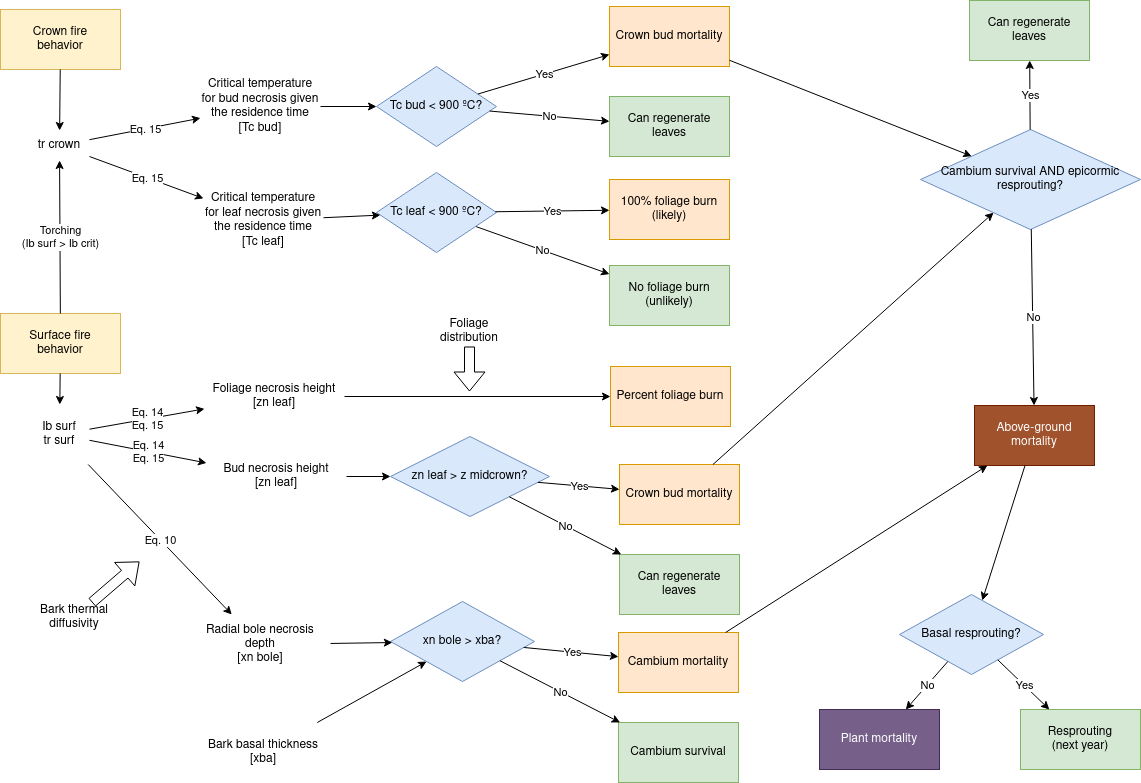 Crown fire
behavior
tr crown
Torching
(Ib surf > Ib crit)
Surface fire
behavior
Ib surf
tr surf
Bark thermal
diffusivity
Eq. 15
Eq. 15
Eq. 14
Eq. 15
Eq. 14
Eq. 15
Eq. 10
Critical temperature
for bud necrosis given
the residence time
[Tc bud]
Critical temperature
for leaf necrosis given
the residence time
[Tc leaf]
Foliage necrosis height
[zn leaf]
Bud necrosis height
[zn leaf]
Radial bole necrosis
depth
[xn bole]
Bark basal thickness
[xba]
Tc bud < 900 ºC?
Yes
No
Tc leaf < 900 ºC?
Yes
No
Foliage
distribution
zn leaf > z midcrown?
Yes
No
xn bole > xba?
Yes
No
Crown bud mortality
Can regenerate
leaves
100% foliage burn
(likely)
No foliage burn
(unlikely)
Percent foliage burn
Crown bud mortality
Can regenerate
leaves
Cambium mortality
Cambium survival
Can regenerate
leaves
Yes
Cambium survival AND epicormic
resprouting?
No
Above-ground
mortality
Basal resprouting?
No
Yes
Plant mortality
Resprouting
(next year)